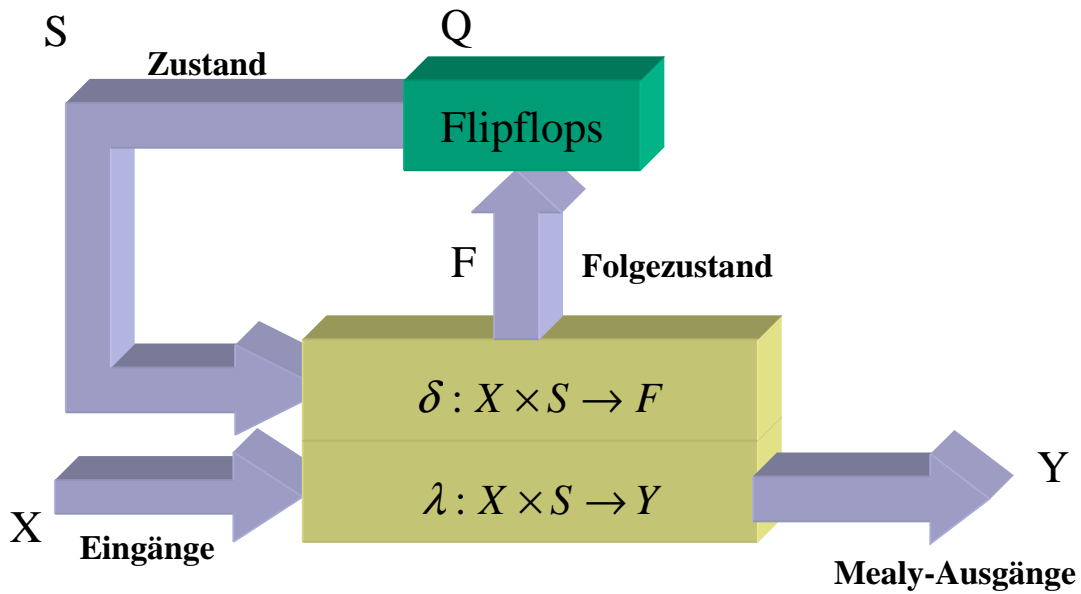 S
Q
Zustand
Flipflops
F
Folgezustand
δ : X × S → F
λ : X × S → Y
Y
X
Eingänge
Mealy-Ausgänge